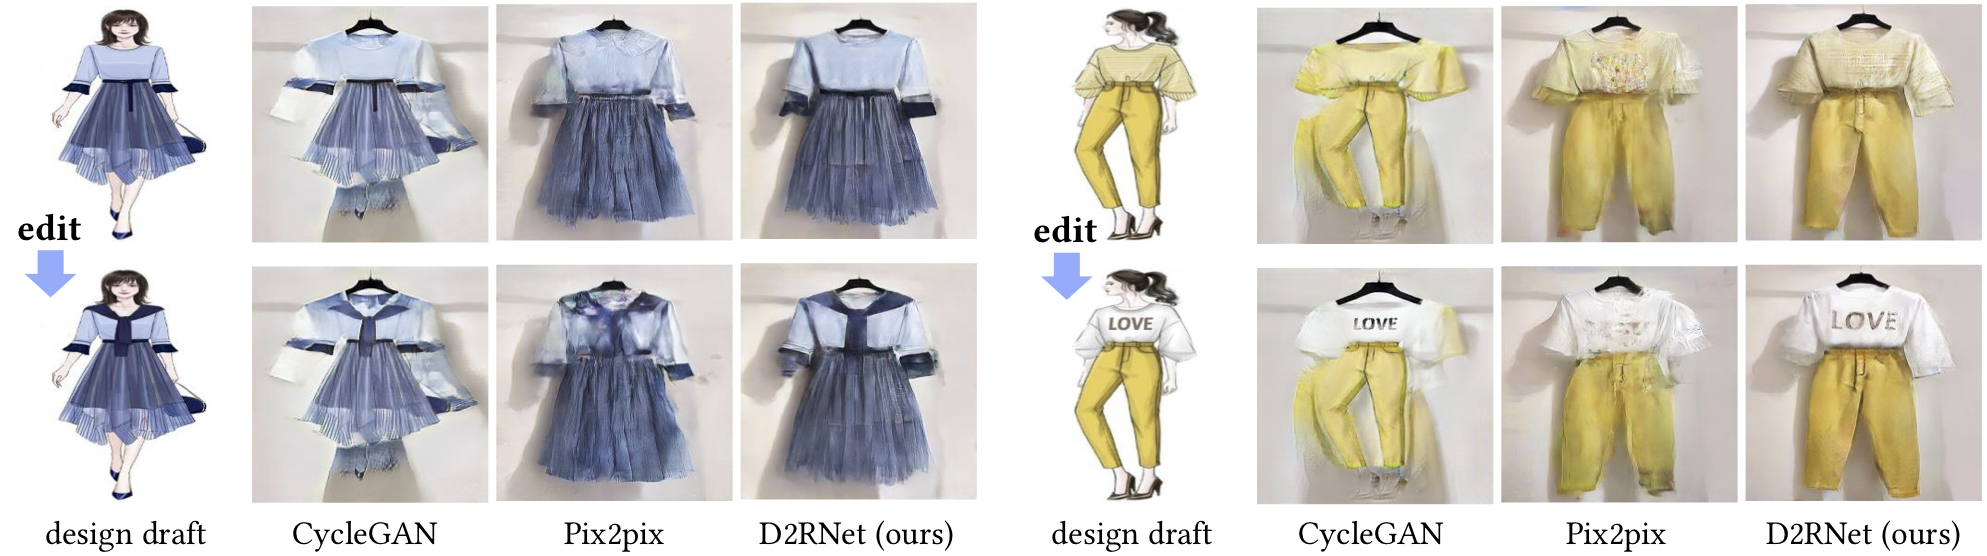 edit
edit
LOVE
LOVE
LOVE
design draft
CycleGAN
Pix2pix
D2RNet (ours)
design draft
CycleGAN
Pix2pix
D2RNet (ours)